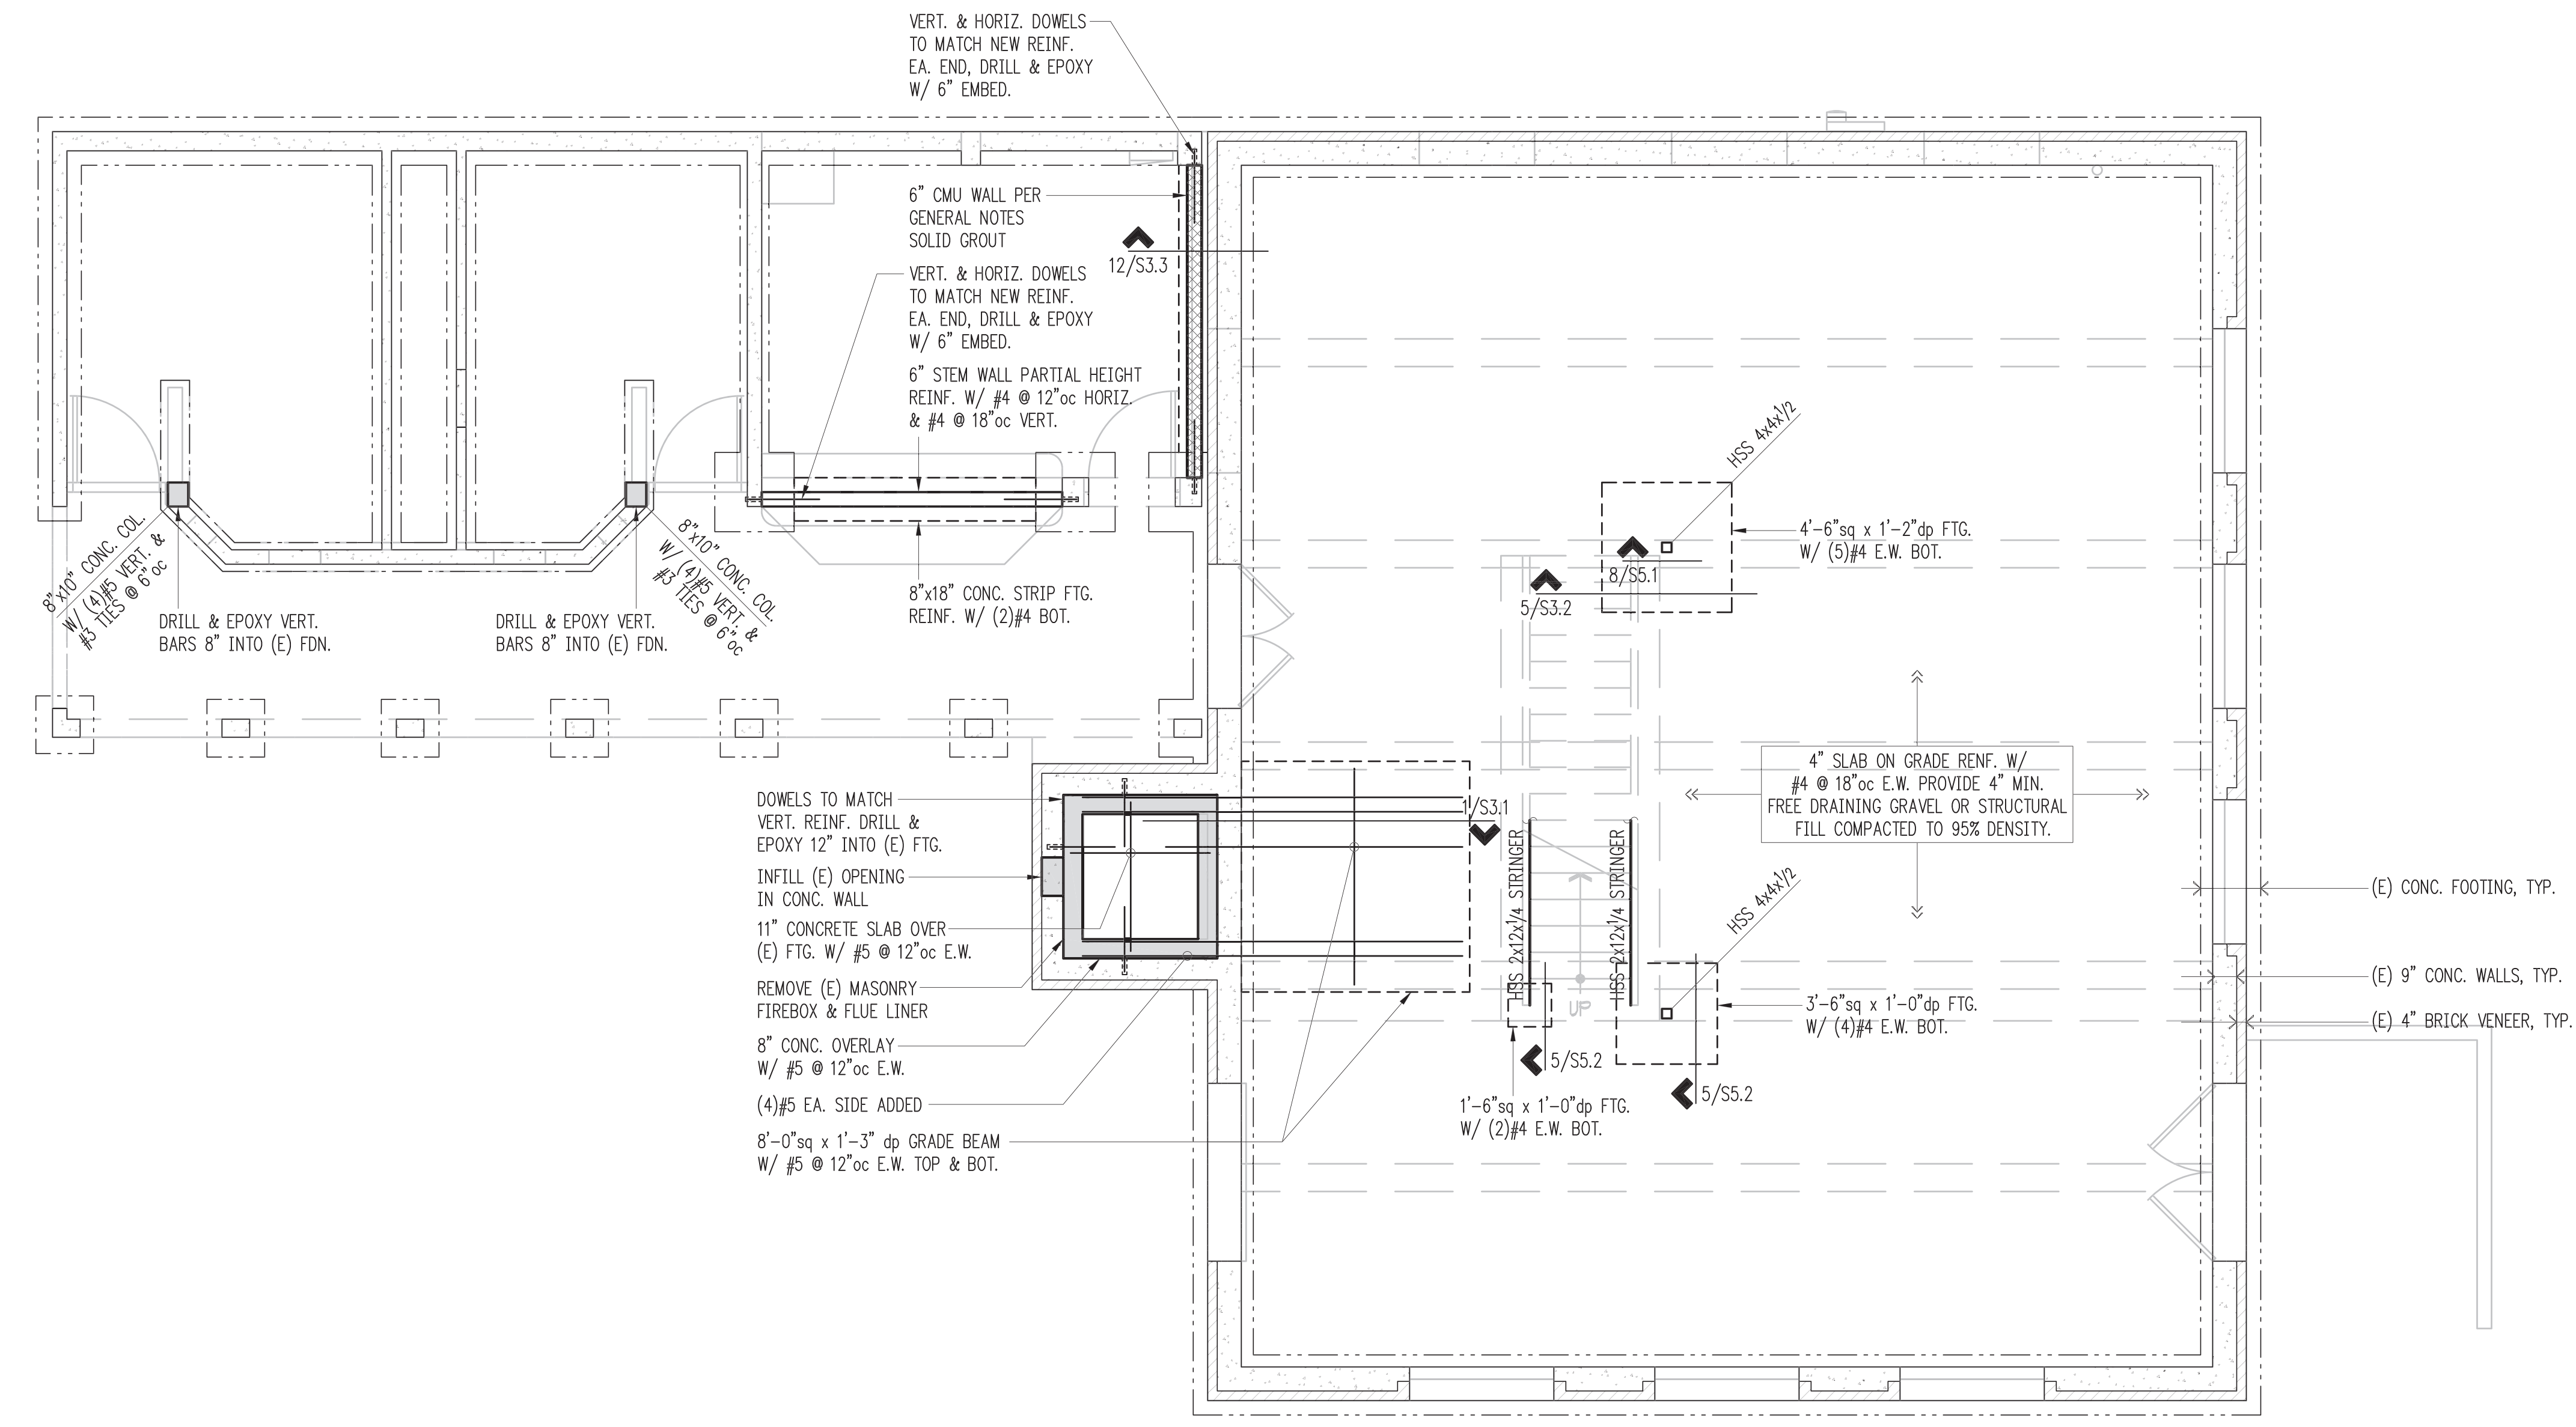 VERT. & HORIZ. DOWELS
TO MATCH NEW REINF.
EA. END, DRILL & EPOXY
W/ 6" EMBED.
6" CMU WALL PER
GENERAL NOTES
SOLID GROUT
12/S3.3
VERT. & HORIZ. DOWELS
TO MATCH NEW REINF.
EA. END, DRILL & EPOXY
W/ 6" EMBED.
6" STEM WALL PARTIAL HEIGHT
REINF. W/ #4 @ 12"oc HORIZ.
& #4 @ 18"oc VERT.
8"x10" CONC. COL.
W/ (4)#5 VERT. &
#3 TIES @ 6"oc
DRILL & EPOXY VERT.
BARS 8" INTO (E) FDN.
8"x10" CONC. COL.
W/ (4)#5 VERT. &
#3 TIES @ 6"oc
DRILL & EPOXY VERT.
BARS 8" INTO (E) FDN.
8"x18" CONC. STRIP FTG.
REINF. W/ (2)#4 BOT.
HSS 4x4x1/2
4'-6"sq x 1'-2"dp FTG.
W/ (5)#4 E.W. BOT.
8/S5.1
5/S3.2
4" SLAB ON GRADE RENF. W/
#4 @ 18"oc E.W. PROVIDE 4" MIN.
FREE DRAINING GRAVEL OR STRUCTURAL
FILL COMPACTED TO 95% DENSITY.
DOWELS TO MATCH
VERT. REINF. DRILL &
EPOXY 12" INTO (E) FTG.
INFILL (E) OPENING
IN CONC. WALL
11" CONCRETE SLAB OVER
(E) FTG. W/ #5 @ 12"oc E.W.
REMOVE (E) MASONRY
FIREBOX & FLUE LINER
8" CONC. OVERLAY
W/ #5 @ 12"oc E.W.
(4)#5 EA. SIDE ADDED
8'-0"sq x 1'-3" dp GRADE BEAM
W/ #5 @ 12"oc E.W. TOP & BOT.
1/S3.1
HSS 2x12x1/4 STRINGER
HSS 2x12x1/4 STRINGER
UP
HSS 4x4x1/2
3'-6"sq x 1'-0"dp FTG.
W/ (4)#4 E.W. BOT.
5/S5.2
5/S5.2
1'-6"sq x 1'-0"dp FTG.
W/ (2)#4 E.W. BOT.
(E) CONC. FOOTING, TYP.
(E) 9" CONC. WALLS, TYP.
(E) 4" BRICK VENEER, TYP.